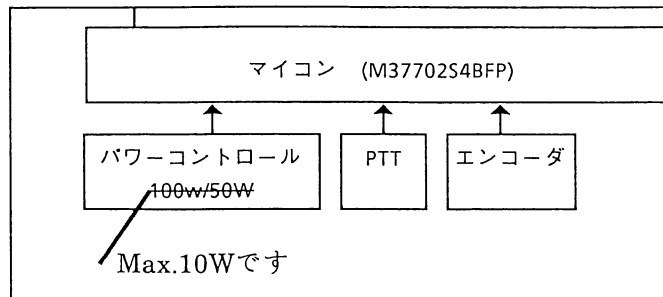 マイコン (M37702S4BFP)
パワーコントロール
100w/50W
PTT
エンコーダ
Max.10Wです